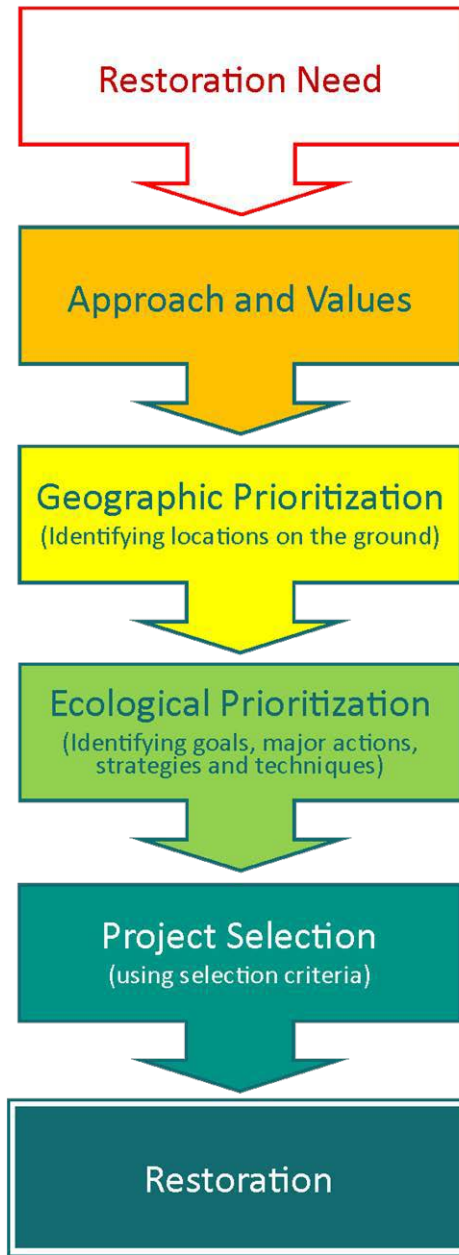 Restoration Need
Approach and Values
Geographic Prioritization
(Identifying locations on the ground)
Ecological Prioritization
(Identifying goals, major actions,
strategies and techniques)
Project Selection
(using selection criteria)
Restoration